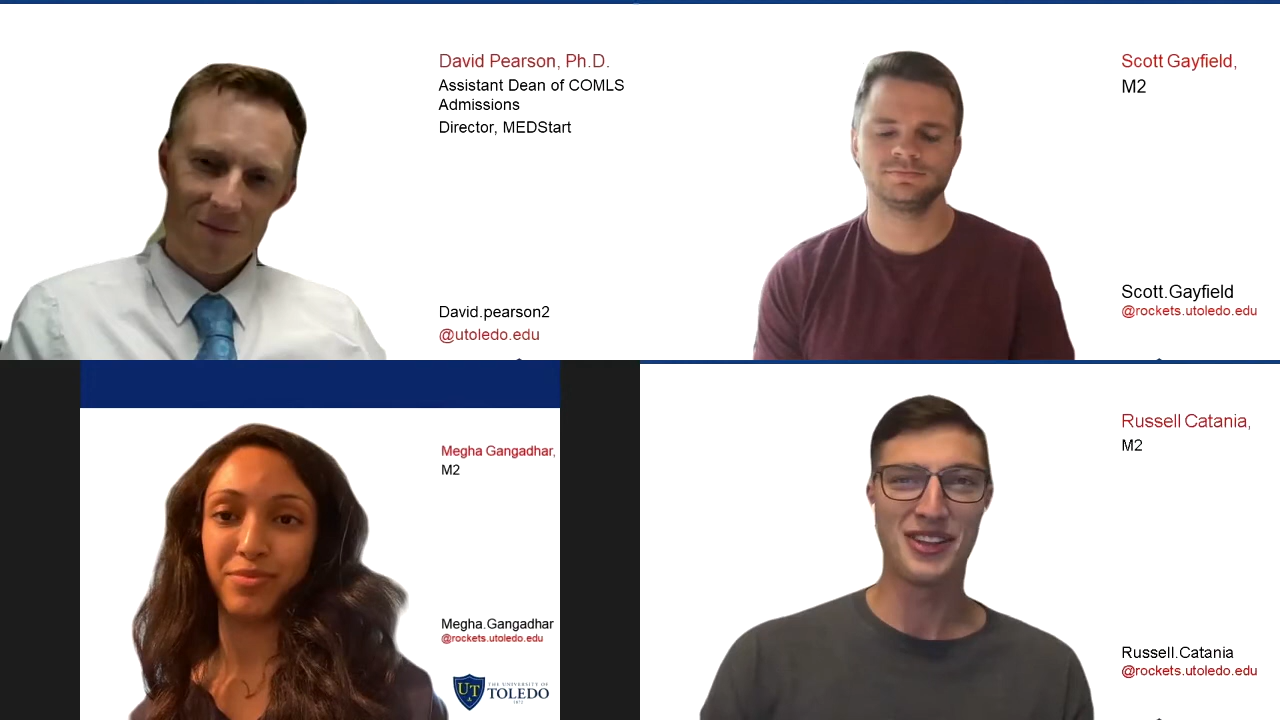 David Pearson, Ph.D.
Assistant Dean of COMLS
Admissions
Director, MEDStart
David.pearson2
@utoledo.edu
Scott Gayfield,
M2
Scott.Gayfield
@rockets.utoledo.edu
Megha Gangadhar,
M2
Megha.Gangadhar
@rockets.utoledo.edu
UT
THE UNIVERSITY OF
TOLEDO
1872
Russell Catania,
M2
Russell.Catania
@rockets.utoledo.edu